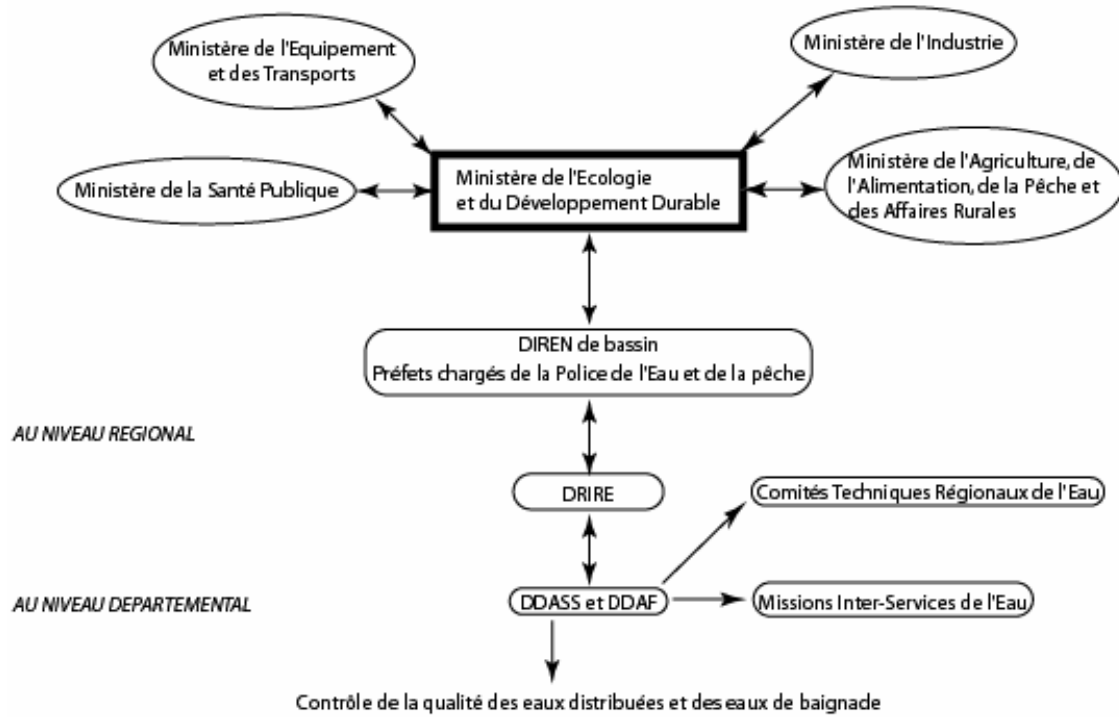 Ministère de l'Equipement
et des Transports
Ministère de l'Industrie
Ministère de la Santé Publique
Ministère de l'Ecologie
et du Développement Durable
Ministère de l'Agriculture, de
l'Alimentation, de la Pêche et
des Affaires Rurales
DIREN de bassin
Préfets chargés de la Police de l'Eau et de la pêche
AU NIVEAU REGIONAL
DRIRE
Comités Techniques Régionaux de l'Eau
AU NIVEAU DEPARTEMENTAL
DDASS et DDAF
Missions Inter-Services de l'Eau
Contrôle de la qualité des eaux distribuées et des eaux de baignade